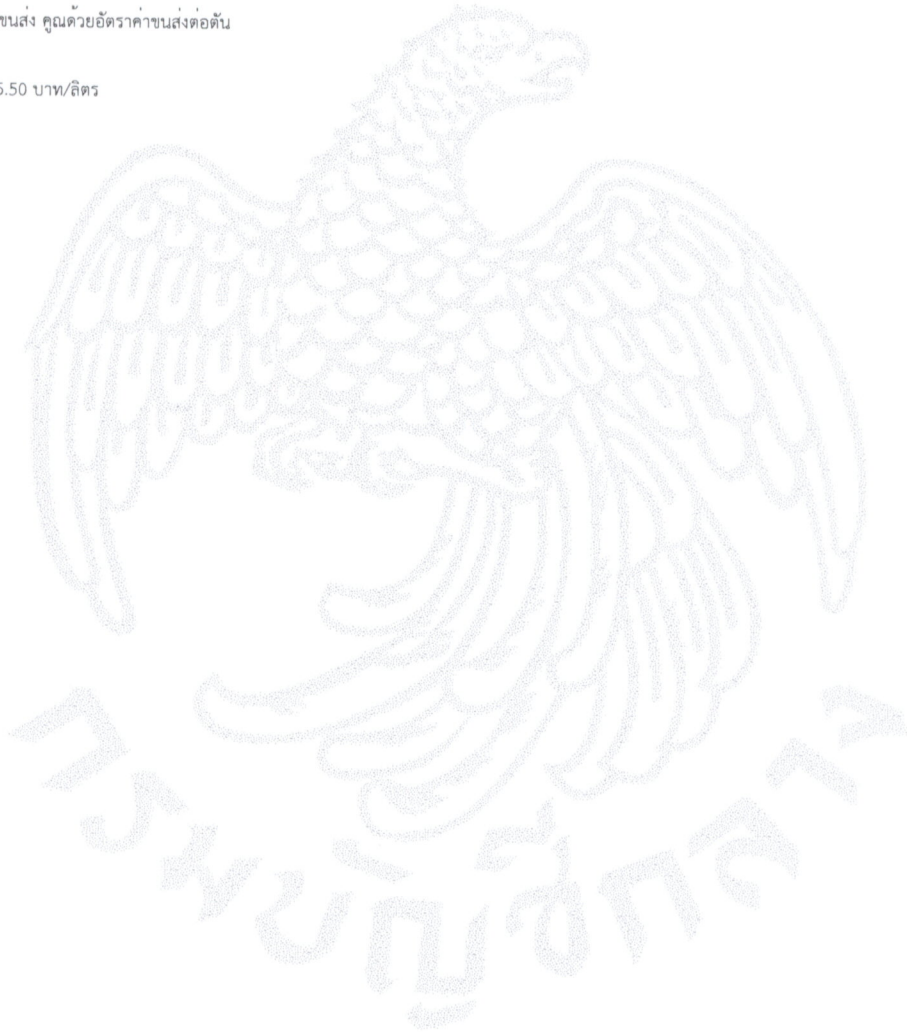 ขนส่ง คูณด้วยอัตราค่าขนส่งต่อตัน
5.50 บาท/ลิตร
กรมบัญชีกลาง